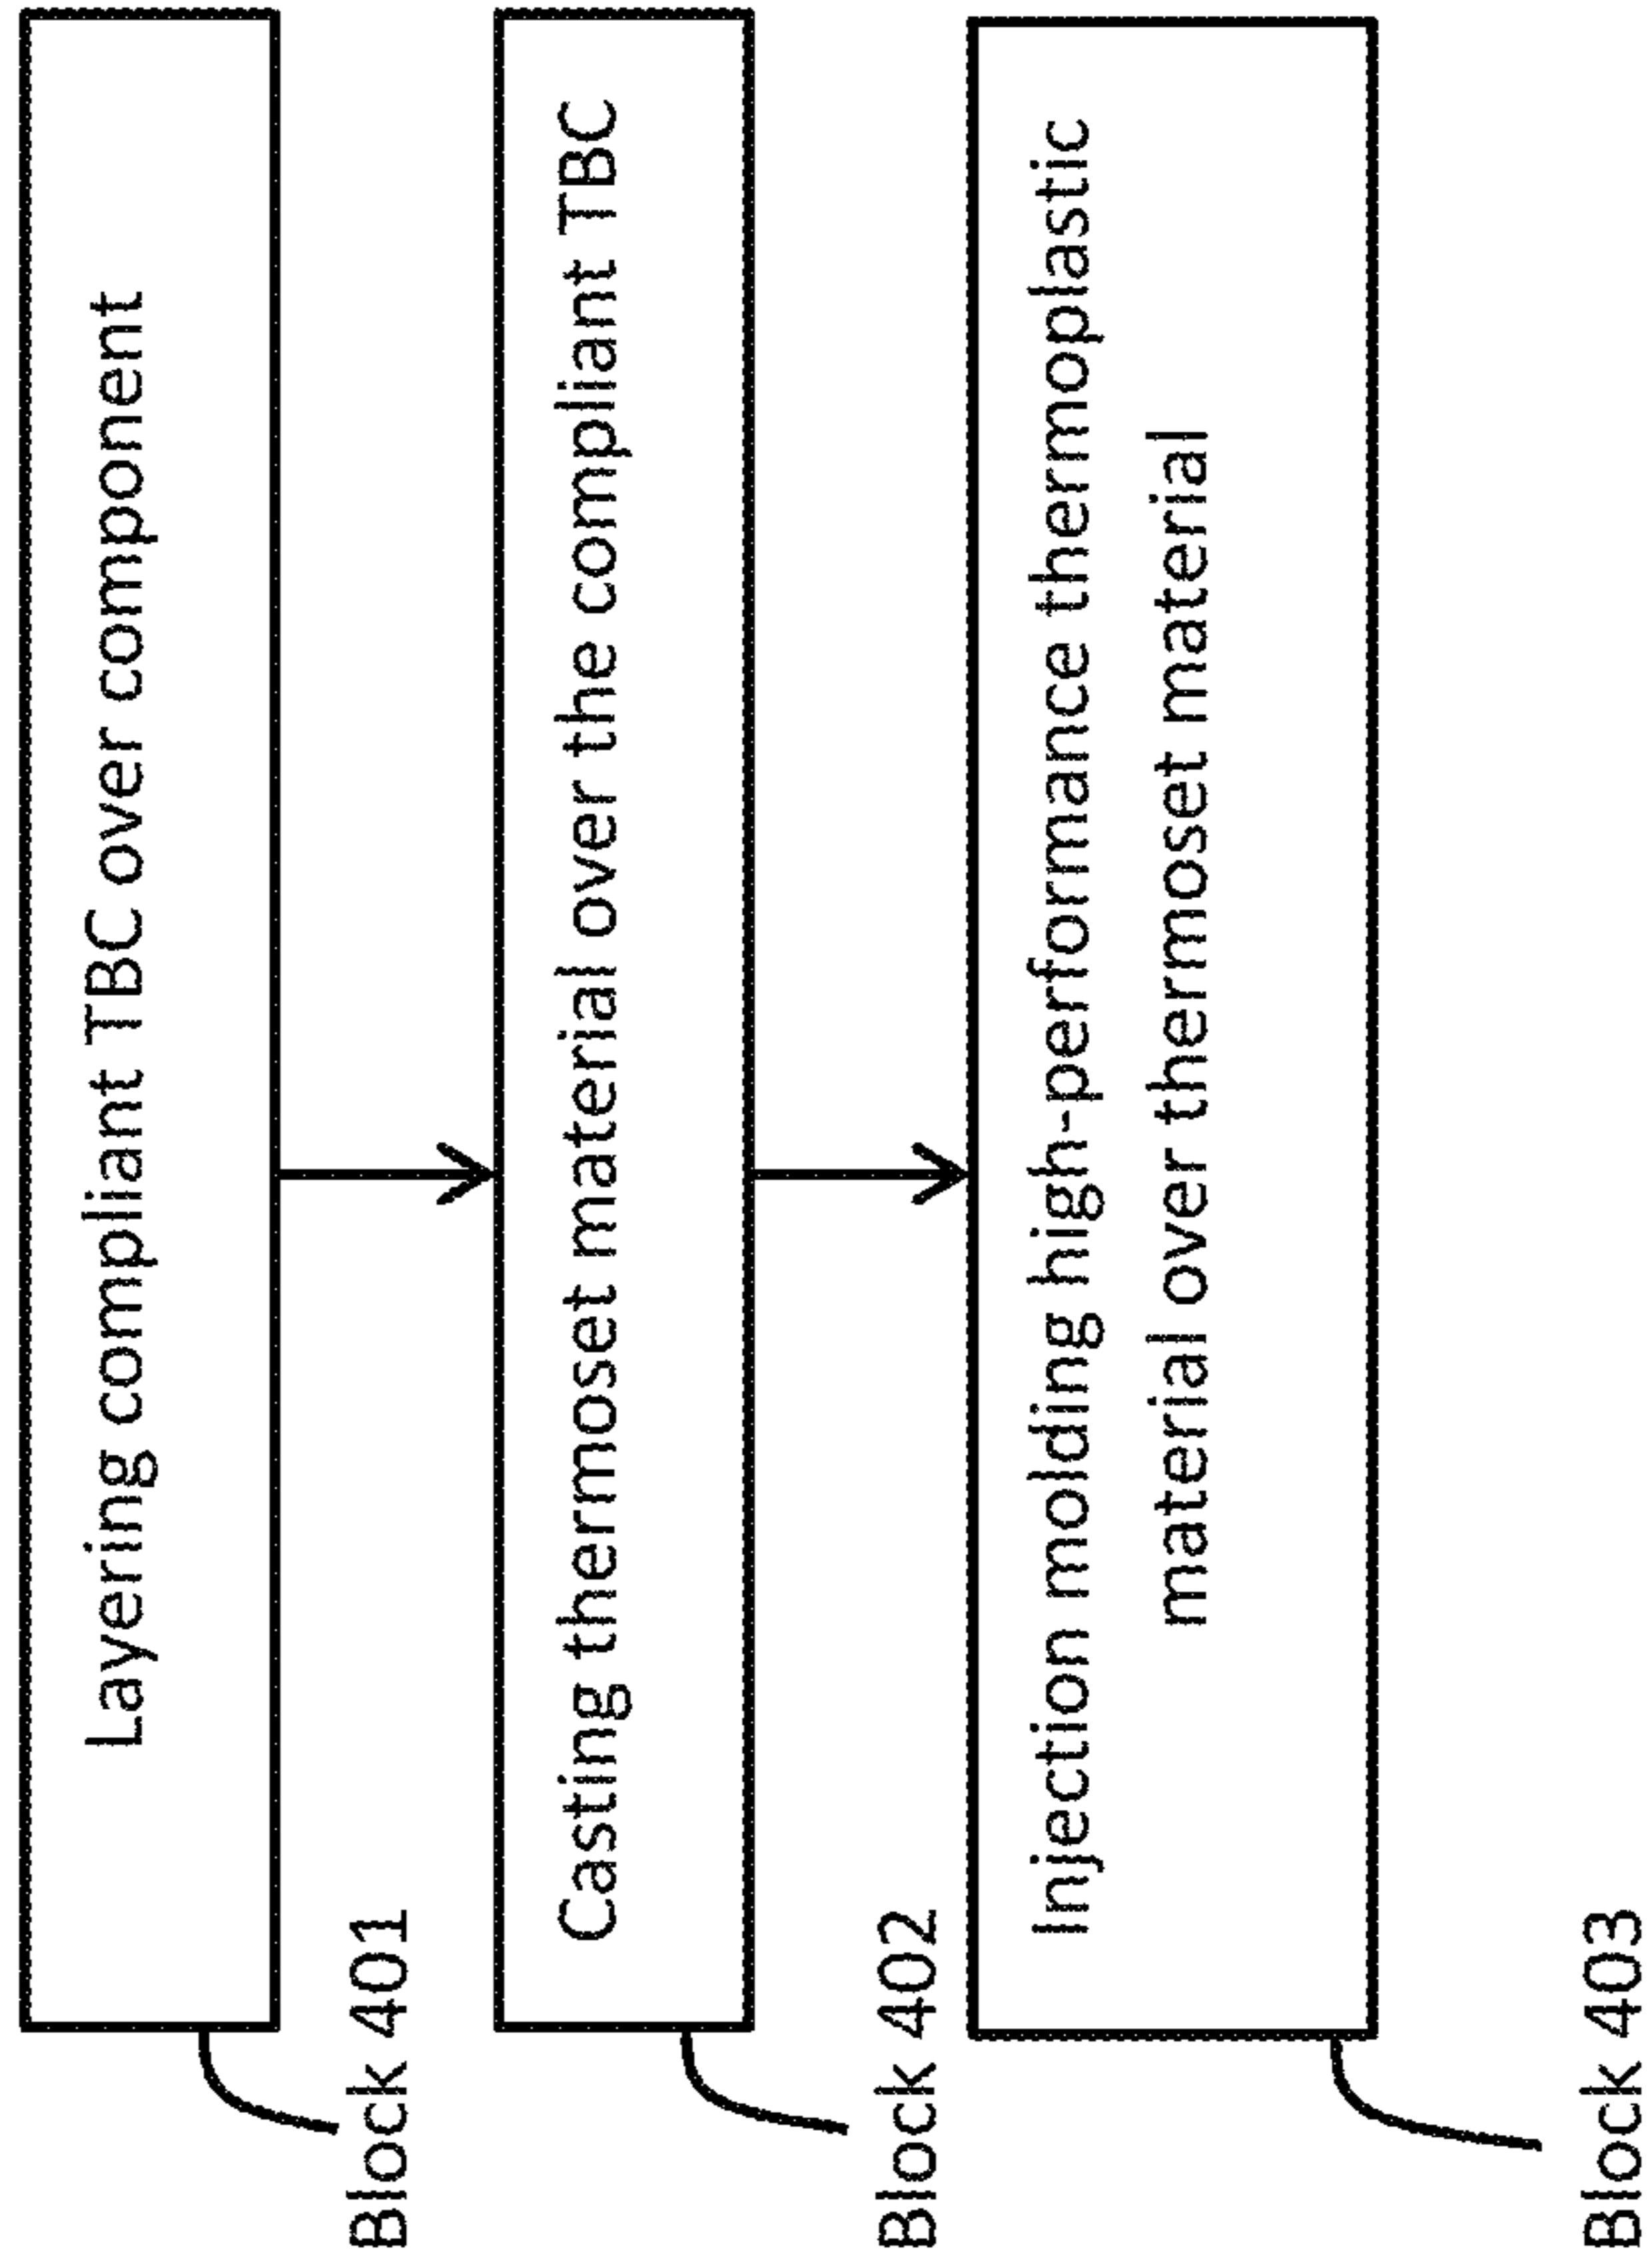 Layering compliant TBC over component
Block 401
Casting thermoset material over the compliant TBC
Block 402
Injection molding high-performance thermoplastic
material over thermoset material
Block 403